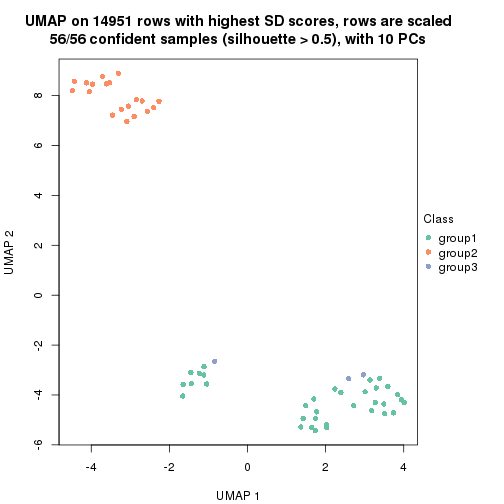 UMAP on 14951 rows with highest SD scores, rows are scaled
56/56 confident samples (silhouette > 0.5), with 10 PCs
8
6
4
2
0
-2
-4
-6
UMAP 2
-4
-2
0
2
4
UMAP 1
Class
group1
group2
group3